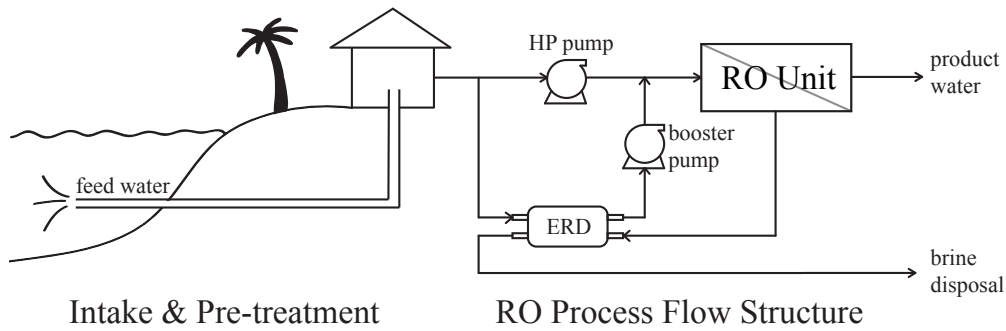 HP pump
RO Unit
product
water
booster
pump
feed water
ERD
brine
disposal
Intake & Pre-treatment
RO Process Flow Structure